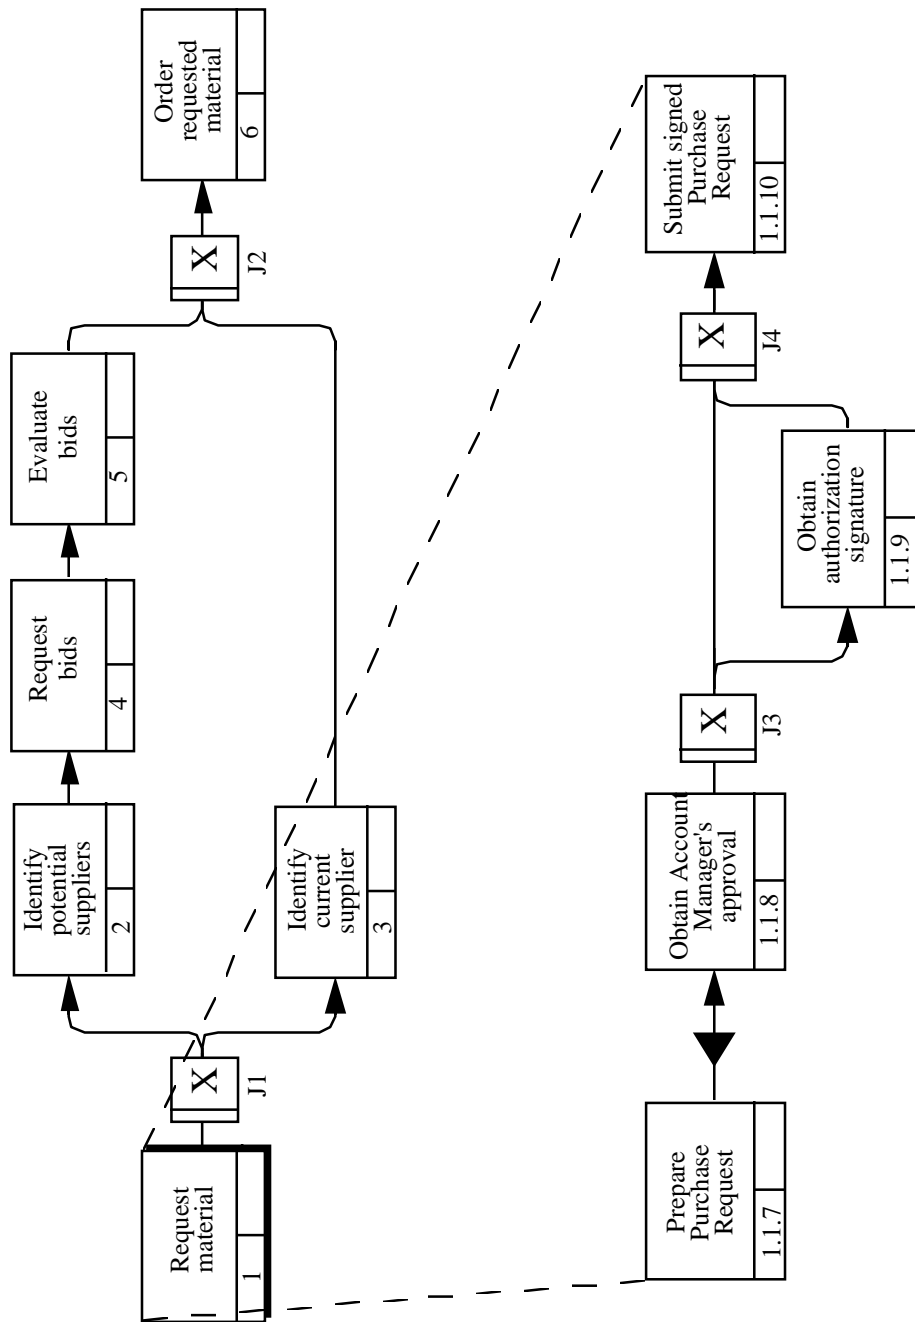 Request
material
1
X
J1
Identify
potential
suppliers
2
Request
bids
4
Evaluate
bids
5
Identify
current
supplier
3
X
J2
Order
requested
material
6
Prepare
Purchase
Request
1.1.7
Obtain Account
Manager's
approval
1.1.8
X
J3
Obtain
authorization
signature
1.1.9
X
J4
Submit signed
Purchase
Request
1.1.10